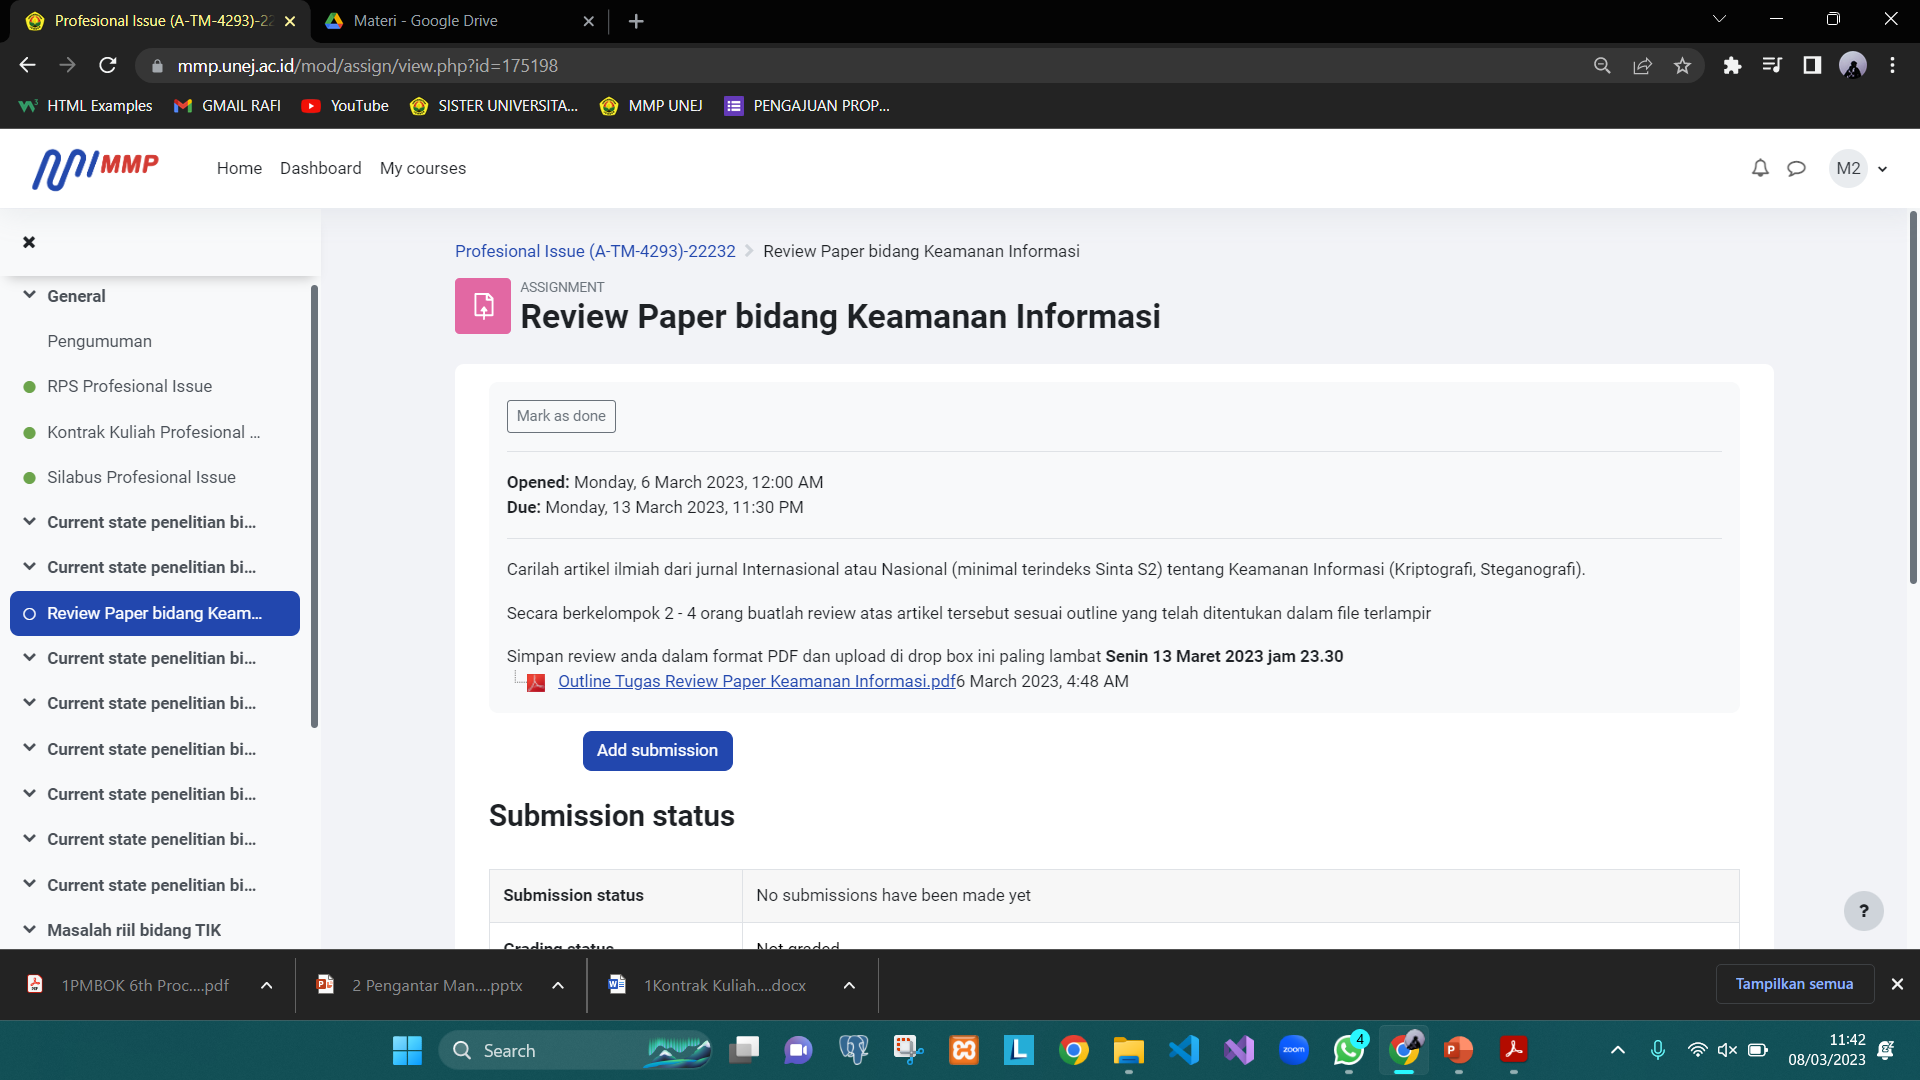 Profesional Issue (A-TM-4293)-22
Materi - Google Drive
mmp.unej.ac.id/mod/assign/view.php?id=175198
HTML Examples
GMAIL RAFI
YouTube
SISTER UNIVERSITA...
MMP UNEJ
PENGAJUAN PROP...
MMP
Home
Dashboard
My courses
M2
General
Pengumuman
RPS Profesional Issue
Kontrak Kuliah Profesional ...
Silabus Profesional Issue
Current state penelitian bi...
Current state penelitian bi...
Review Paper bidang Keam...
Current state penelitian bi...
Current state penelitian bi...
Current state penelitian bi...
Current state penelitian bi...
Current state penelitian bi...
Current state penelitian bi...
Masalah riil bidang TIK
Profesional Issue (A-TM-4293)-22232
Review Paper bidang Keamanan Informasi
ASSIGNMENT
Review Paper bidang Keamanan Informasi
Mark as done
Opened: Monday, 6 March 2023, 12:00 AM
Due: Monday, 13 March 2023, 11:30 PM
Carilah artikel ilmiah dari jurnal Internasional atau Nasional (minimal terindeks Sinta S2) tentang Keamanan Informasi (Kriptografi, Steganografi).
Secara berkelompok 2 - 4 orang buatlah review atas artikel tersebut sesuai outline yang telah ditentukan dalam file terlampir
Simpan review anda dalam format PDF dan upload di drop box ini paling lambat Senin 13 Maret 2023 jam 23.30
Outline Tugas Review Paper Keamanan Informasi.pdf6 March 2023, 4:48 AM
Add submission
Submission status
Submission status
No submissions have been made yet
Grading status
Not graded
?
1PMBOK 6th Proc....pdf
2 Pengantar Man....pptx
1Kontrak Kuliah....docx
Tampilkan semua
Search
L
zoom
4
11:42
08/03/2023